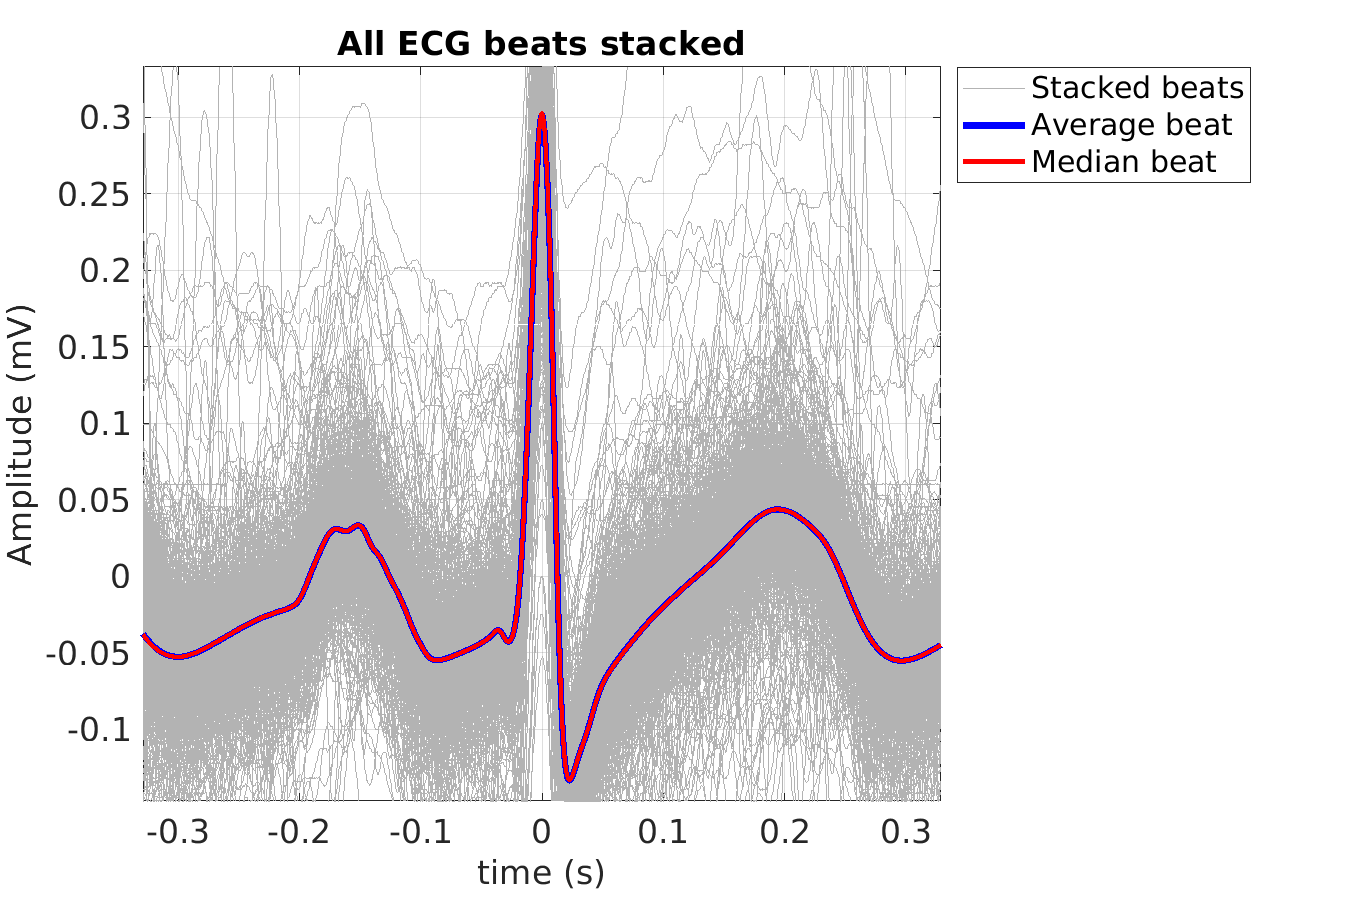 All ECG beats stacked
Stacked beats
Average beat
Median beat
Amplitude (mV)
0.3
0.25
0.2
0.15
0.1
0.05
0
-0.05
-0.1
-0.3 -0.2 -0.1 0 0.1 0.2 0.3
time (s)